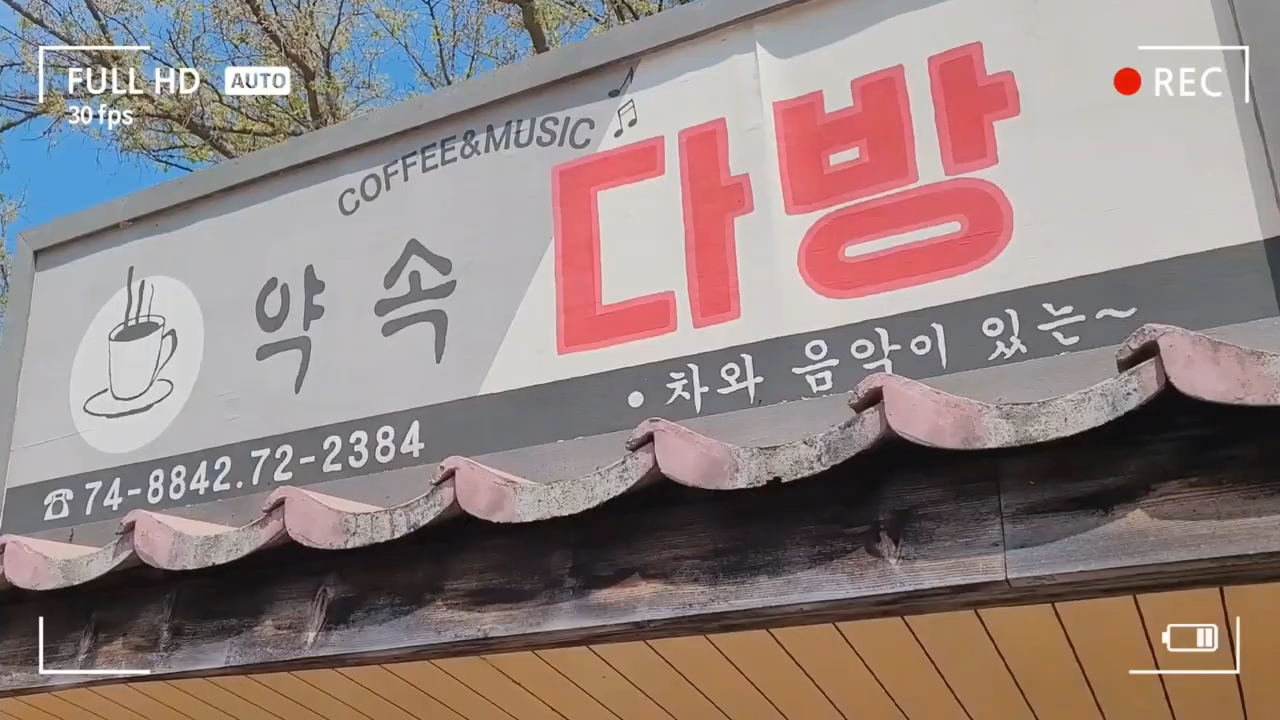 FULL HD AUTO
30 fps
REC
COFFEE&MUSIC
약속 다방
• 차와 음악이 있는~
☎ 74-8842.72-2384